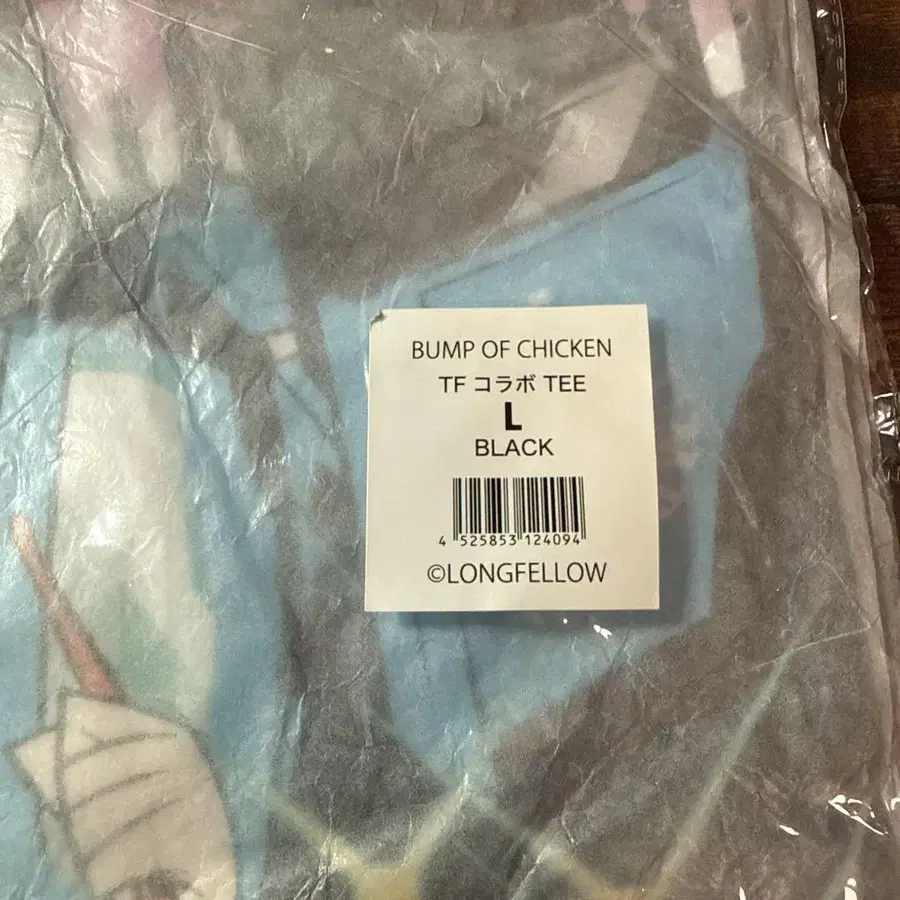 BUMP OF CHICKEN
TF コラボ TEE
L
BLACK
4 525853 124094
©LONGFELLOW